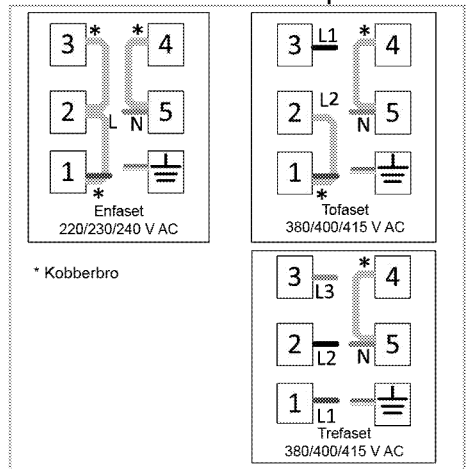 3 * * 4
2 L N 5
1
*
Enfaset
220/230/240 V AC
3 L1 * 4
2 L2 N 5
1
*
Tofaset
380/400/415 V AC
* Kobberbro
3 L3 * 4
2 L2 N 5
1 L1
Trefaset
380/400/415 V AC